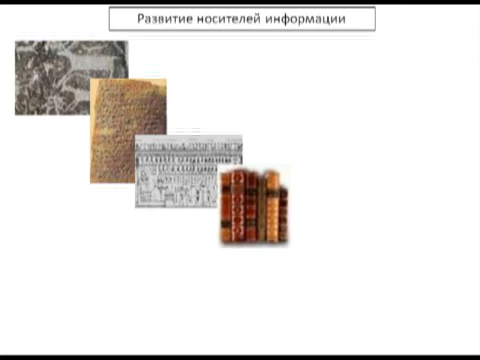 Развитие носителей информации